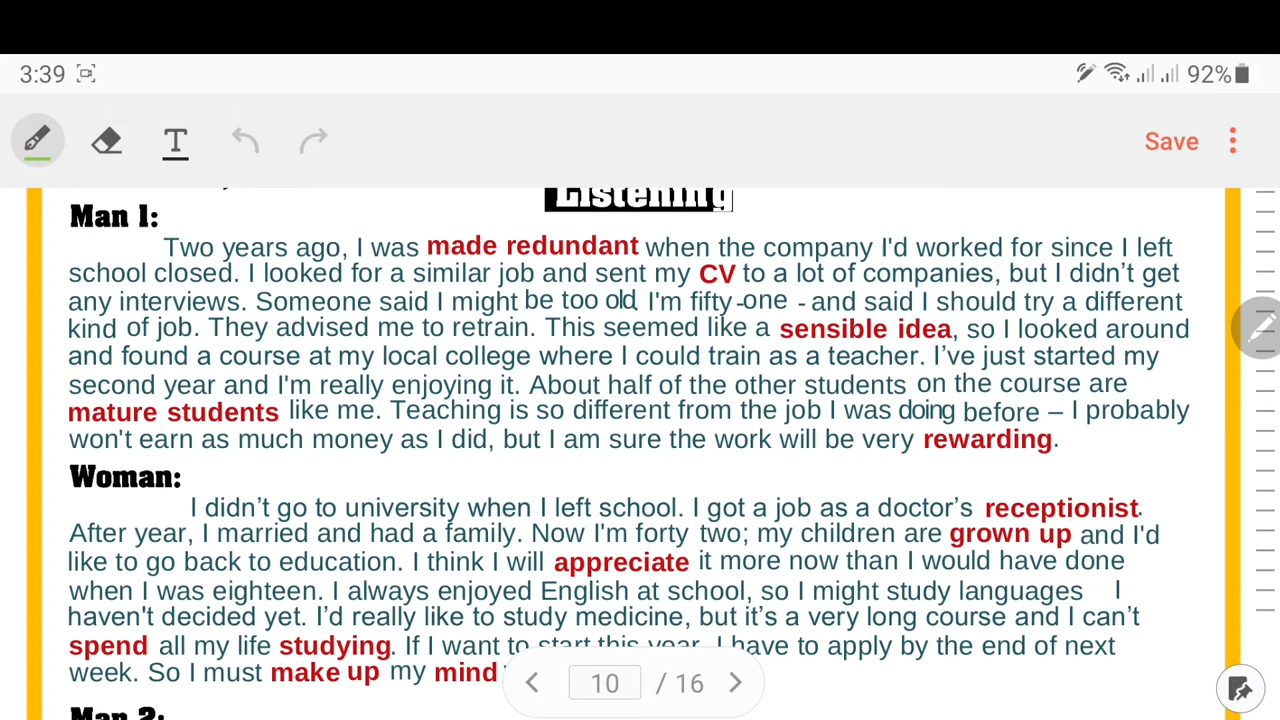 3:39
92%
Save
Listening
Man 1:
Two years ago, I was made redundant when the company I'd worked for since I left
school closed. I looked for a similar job and sent my CV to a lot of companies, but I didn't get
any interviews. Someone said I might be too old. I'm fifty -one - and said I should try a different
kind of job. They advised me to retrain. This seemed like a sensible idea, so I looked around
and found a course at my local college where I could train as a teacher. I've just started my
second year and I'm really enjoying it. About half of the other students on the course are
mature students like me. Teaching is so different from the job I was doing before – I probably
won't earn as much money as I did, but I am sure the work will be very rewarding.
Woman:
I didn't go to university when I left school. I got a job as a doctor's receptionist.
After year, I married and had a family. Now I'm forty two; my children are grown up and I'd
like to go back to education. I think I will appreciate it more now than I would have done
when I was eighteen. I always enjoyed English at school, so I might study languages I
haven't decided yet. I'd really like to study medicine, but it's a very long course and I can't
spend all my life studying. If I want to start this year, I have to apply by the end of next
week. So I must make up my mind
10 / 16
Man 2: